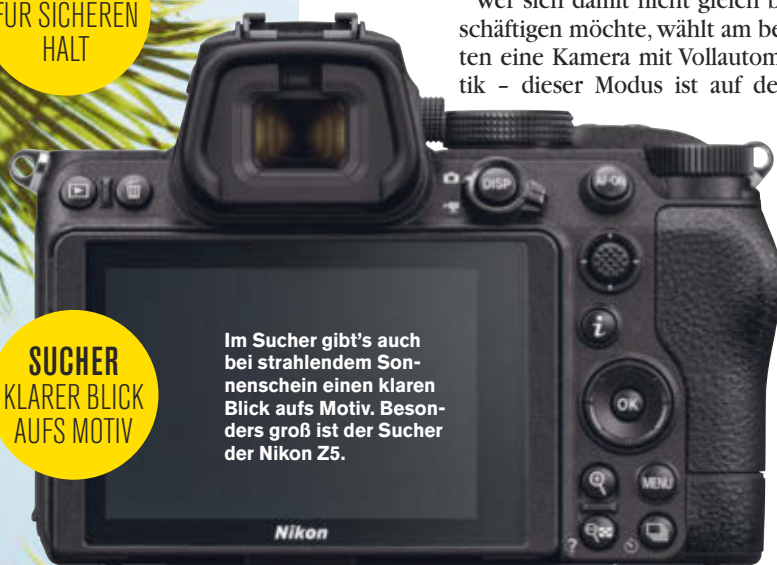 FÜR SICHEREN
HALT
wer sich damit nicht gleich b
schäftigen möchte, wählt am be
ten eine Kamera mit Vollautom
tik – dieser Modus ist auf de
DISP
AF-ON
i
SUCHER
KLARER BLICK
AUFS MOTIV
Im Sucher gibt's auch
bei strahlendem Son-
nenschein einen klaren
Blick aufs Motiv. Beson-
ders groß ist der Sucher
der Nikon Z5.
OK
MENU
?
Nikon